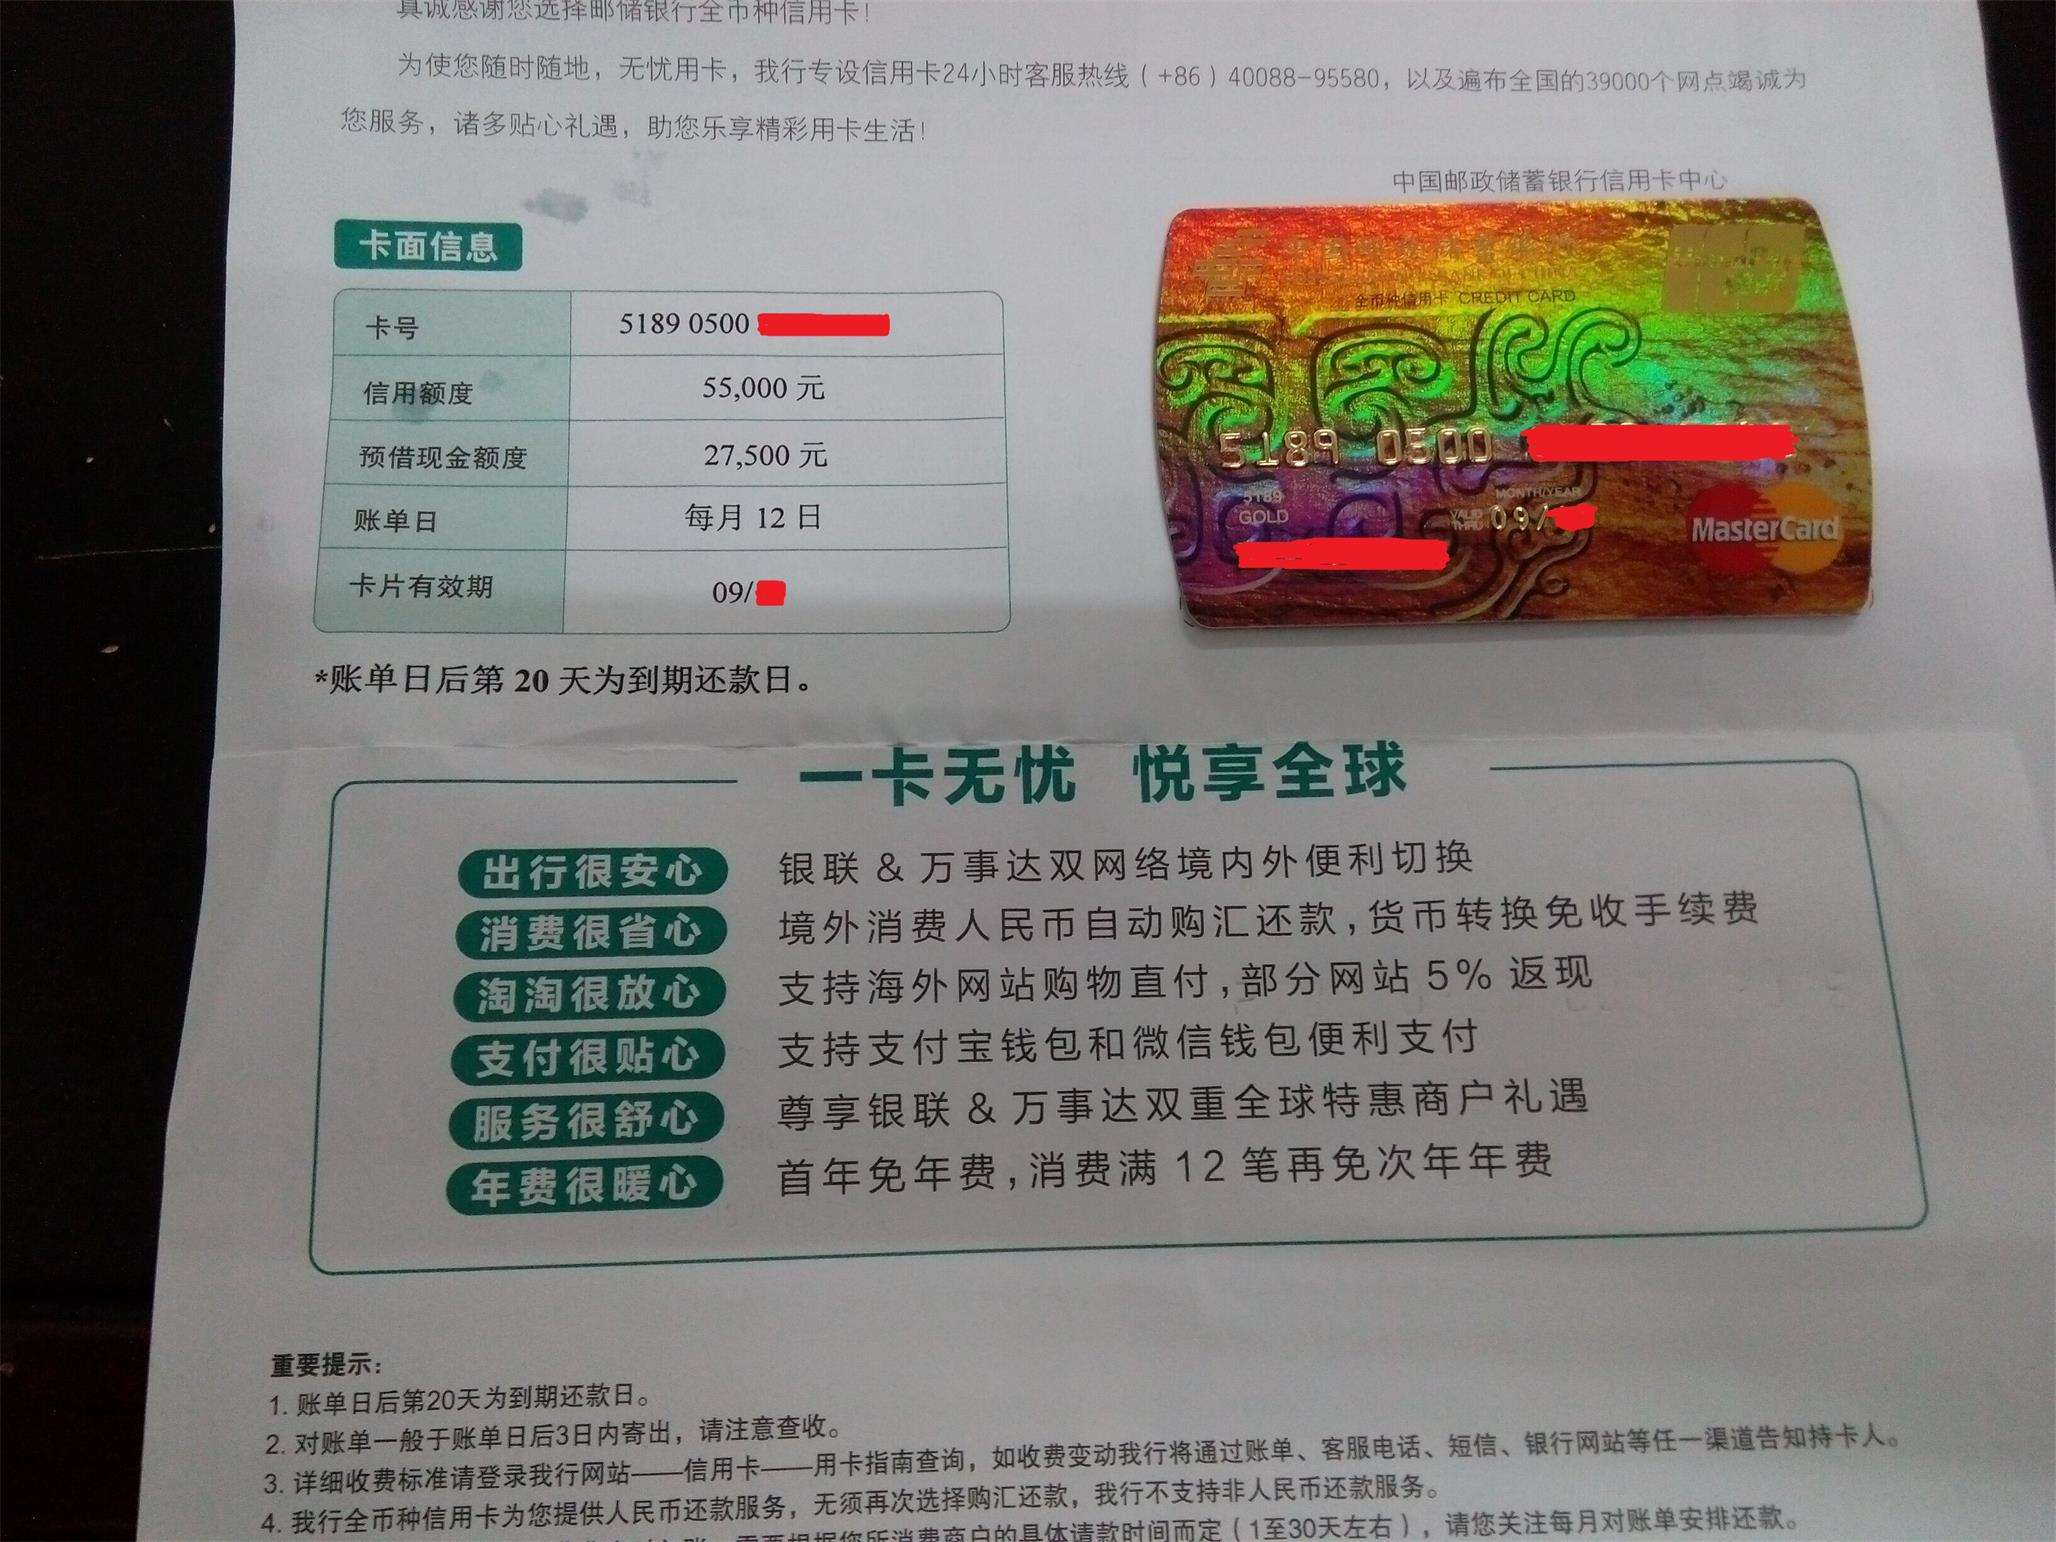 真诚感谢您选择邮储银行全币种信用卡！
为使您随时随地，无忧用卡，我行专设信用卡24小时客服热线（+86）40088-95580，以及遍布全国的39000个网点竭诚为
您服务，诸多贴心礼遇，助您乐享精彩用卡生活！
中国邮政储蓄银行信用卡中心
卡面信息
卡号 5189 0500
信用额度 55,000 元
预借现金额度 27,500 元
账单日 每月 12 日
卡片有效期 09/
*账单日后第 20 天为到期还款日。
中国邮政储蓄银行
全币种信用卡 CREDIT CARD
5189 0500
5189 MONTH/YEAR
GOLD VALID THRU 09/
MasterCard
一卡无忧 悦享全球
出行很安心 银联 & 万事达双网络境内外便利切换
消费很省心 境外消费人民币自动购汇还款,货币转换免收手续费
淘淘很放心 支持海外网站购物直付,部分网站 5% 返现
支付很贴心 支持支付宝钱包和微信钱包便利支付
服务很舒心 尊享银联 & 万事达双重全球特惠商户礼遇
年费很暖心 首年免年费,消费满 12 笔再免次年年费
重要提示:
1. 账单日后第20天为到期还款日。
2. 对账单一般于账单日后3日内寄出，请注意查收。
3. 详细收费标准请登录我行网站——信用卡——用卡指南查询，如收费变动我行将通过账单、客服电话、短信、银行网站等任一渠道告知持卡人。
4. 我行全币种信用卡为您提供人民币还款服务，无须再次选择购汇还款，我行不支持非人民币还款服务。
需要根据您所消费商户的具体请款时间而定（1至30天左右），请您关注每月对账单安排还款。